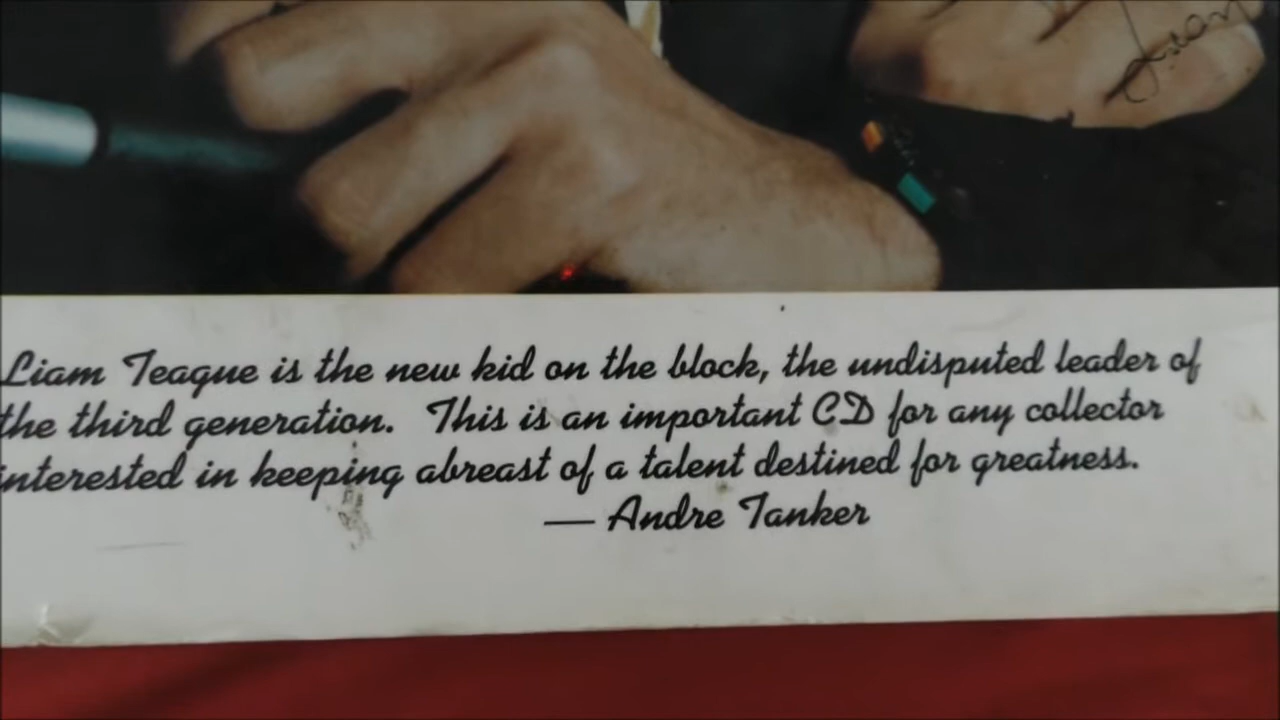 Liam Teague is the new kid on the block, the undisputed leader of
the third generation. This is an important CD for any collector
interested in keeping abreast of a talent destined for greatness.
— Andre Tanker